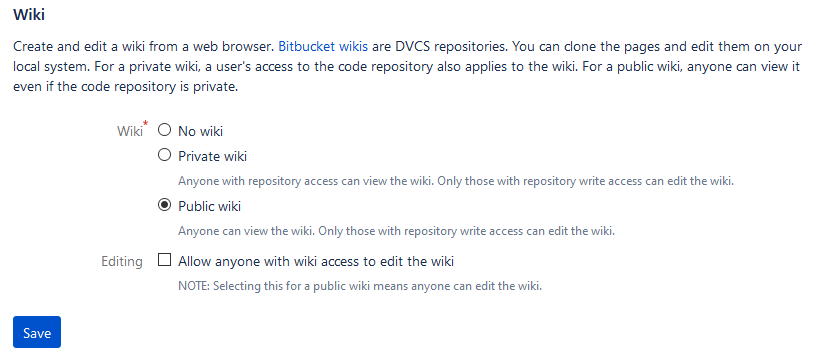 Wiki
Create and edit a wiki from a web browser. Bitbucket wikis are DVCS repositories. You can clone the pages and edit them on your
local system. For a private wiki, a user's access to the code repository also applies to the wiki. For a public wiki, anyone can view it
even if the code repository is private.
Wiki* No wiki
Private wiki
Anyone with repository access can view the wiki. Only those with repository write access can edit the wiki.
Public wiki
Anyone can view the wiki. Only those with repository write access can edit the wiki.
Editing Allow anyone with wiki access to edit the wiki
NOTE: Selecting this for a public wiki means anyone can edit the wiki.
Save